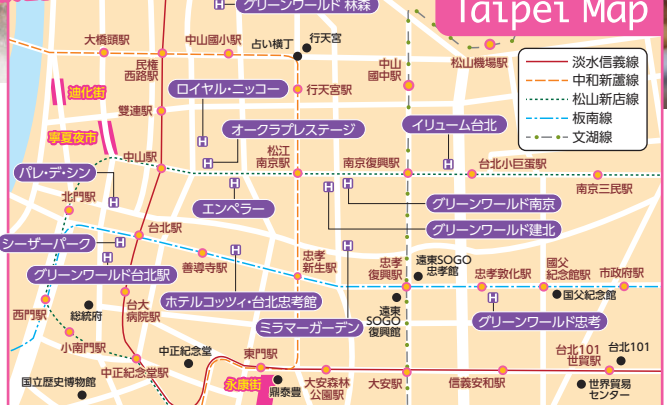 グリーンワールド 林森
Taipei Map
大橋頭駅
中山國小駅
占い横丁
行天宮
中山
國中駅
松山機場駅
民権
西路駅
淡水信義線
中和新蘆線
松山新店線
板南線
文湖線
迪化街
ロイヤル・ニッコー
行天宮駅
雙連駅
寧夏夜市
オークラプレステージ
イリューム台北
中山駅
松江
南京駅
南京復興駅
台北小巨蛋駅
南京三民駅
パレ・デ・シン
エンペラー
グリーンワールド南京
北門駅
グリーンワールド建北
台北駅
シーザーパーク
善導寺駅
忠孝
新生駅
忠孝
復興駅
遠東SOGO
忠孝館
忠孝敦化駅
國父
紀念館駅
市政府駅
グリーンワールド台北駅
国父紀念館
台大
病院駅
ホテルコッツィ・台北忠孝館
西門駅
総統府
遠東
SOGO
復興館
グリーンワールド忠孝
ミラマーガーデン
小南門駅
中正紀念堂
東門駅
台北101
世貿駅
台北101
中正紀念堂駅
国立歴史博物館
永康街
鼎泰豊
大安森林
公園駅
大安駅
信義安和駅
世界貿易
センター